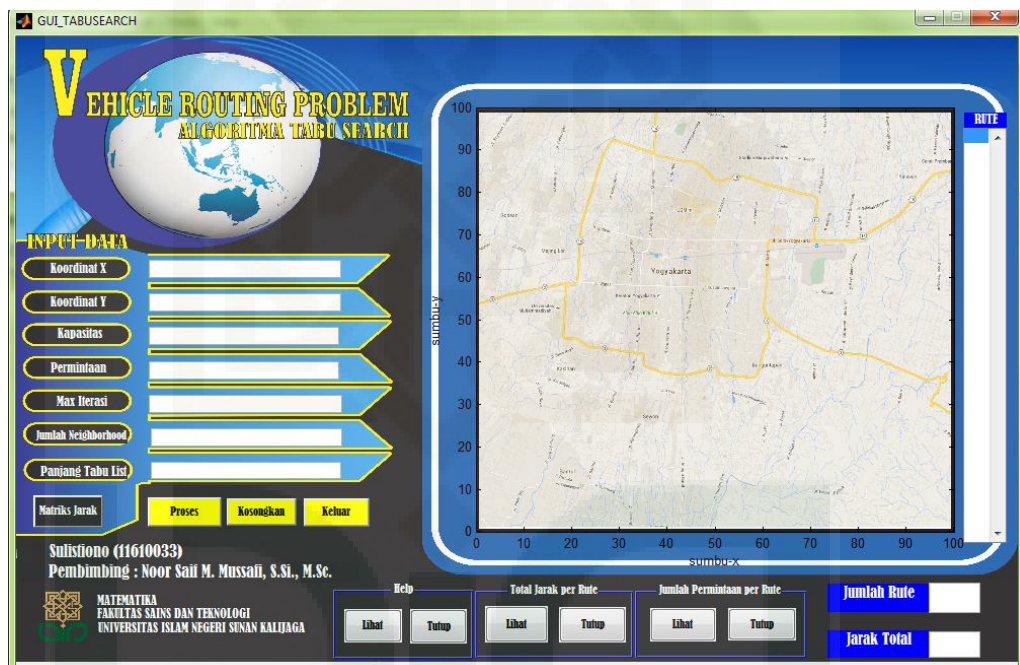 GUI_TABUSEARCH
VEHICLE ROUTING PROBLEM
ALGORITMA TABU SEARCH
INPUT DATA
Koordinat X
Koordinat Y
Kapasitas
Permintaan
Max Iterasi
Jumlah Neighborhood
Panjang Tabu List
Matriks Jarak
Proses
Kosongkan
Keluar
Sulistiono (11610033)
Pembimbing : Noor Saif M. Mussafi, S.Si., M.Sc.
MATEMATIKA
FAKULTAS SAINS DAN TEKNOLOGI
UNIVERSITAS ISLAM NEGERI SUNAN KALIJAGA
100
90
80
70
60
50
40
30
20
10
0
sumbu-y
Yogyakarta
Sewon
0 10 20 30 40 50 60 70 80 90 100
sumbu-x
RUTE
Help
Lihat
Tutup
Total Jarak per Rute
Lihat
Tutup
Jumlah Permintaan per Rute
Lihat
Tutup
Jumlah Rute
Jarak Total